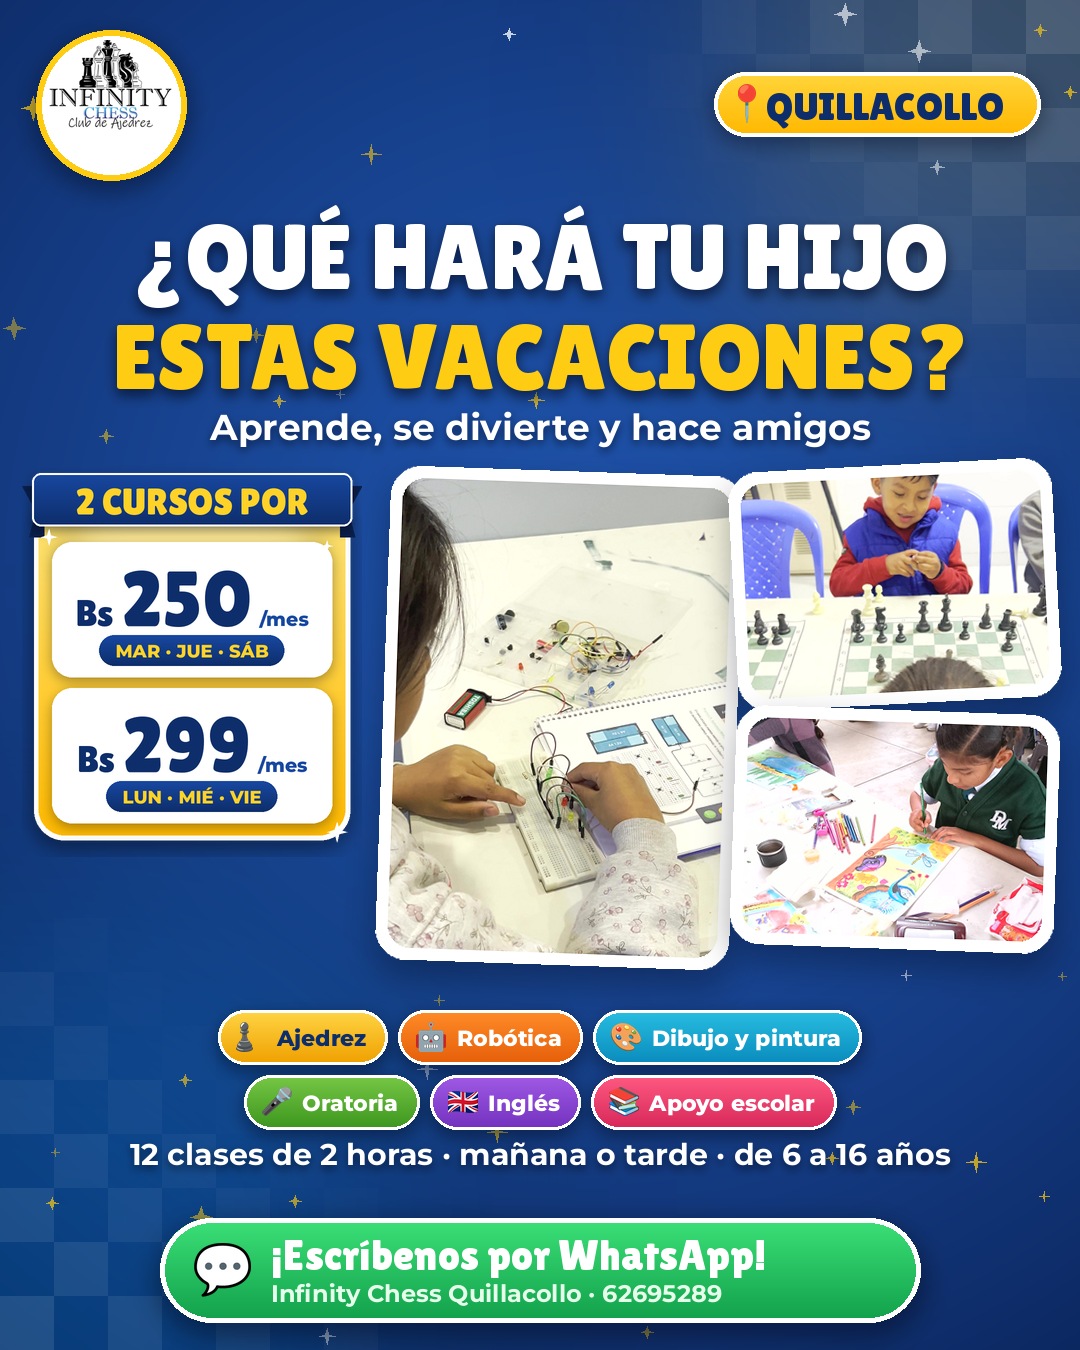 INFINITY
CHESS
Club de Ajedrez
QUILLACOLLO
¿QUÉ HARÁ TU HIJO
ESTAS VACACIONES?
Aprende, se divierte y hace amigos
2 CURSOS POR
Bs 250 /mes
MAR · JUE · SÁB
Bs 299 /mes
LUN · MIÉ · VIE
Ajedrez
Robótica
Dibujo y pintura
Oratoria
Inglés
Apoyo escolar
12 clases de 2 horas · mañana o tarde · de 6 a 16 años
¡Escríbenos por WhatsApp!
Infinity Chess Quillacollo · 62695289